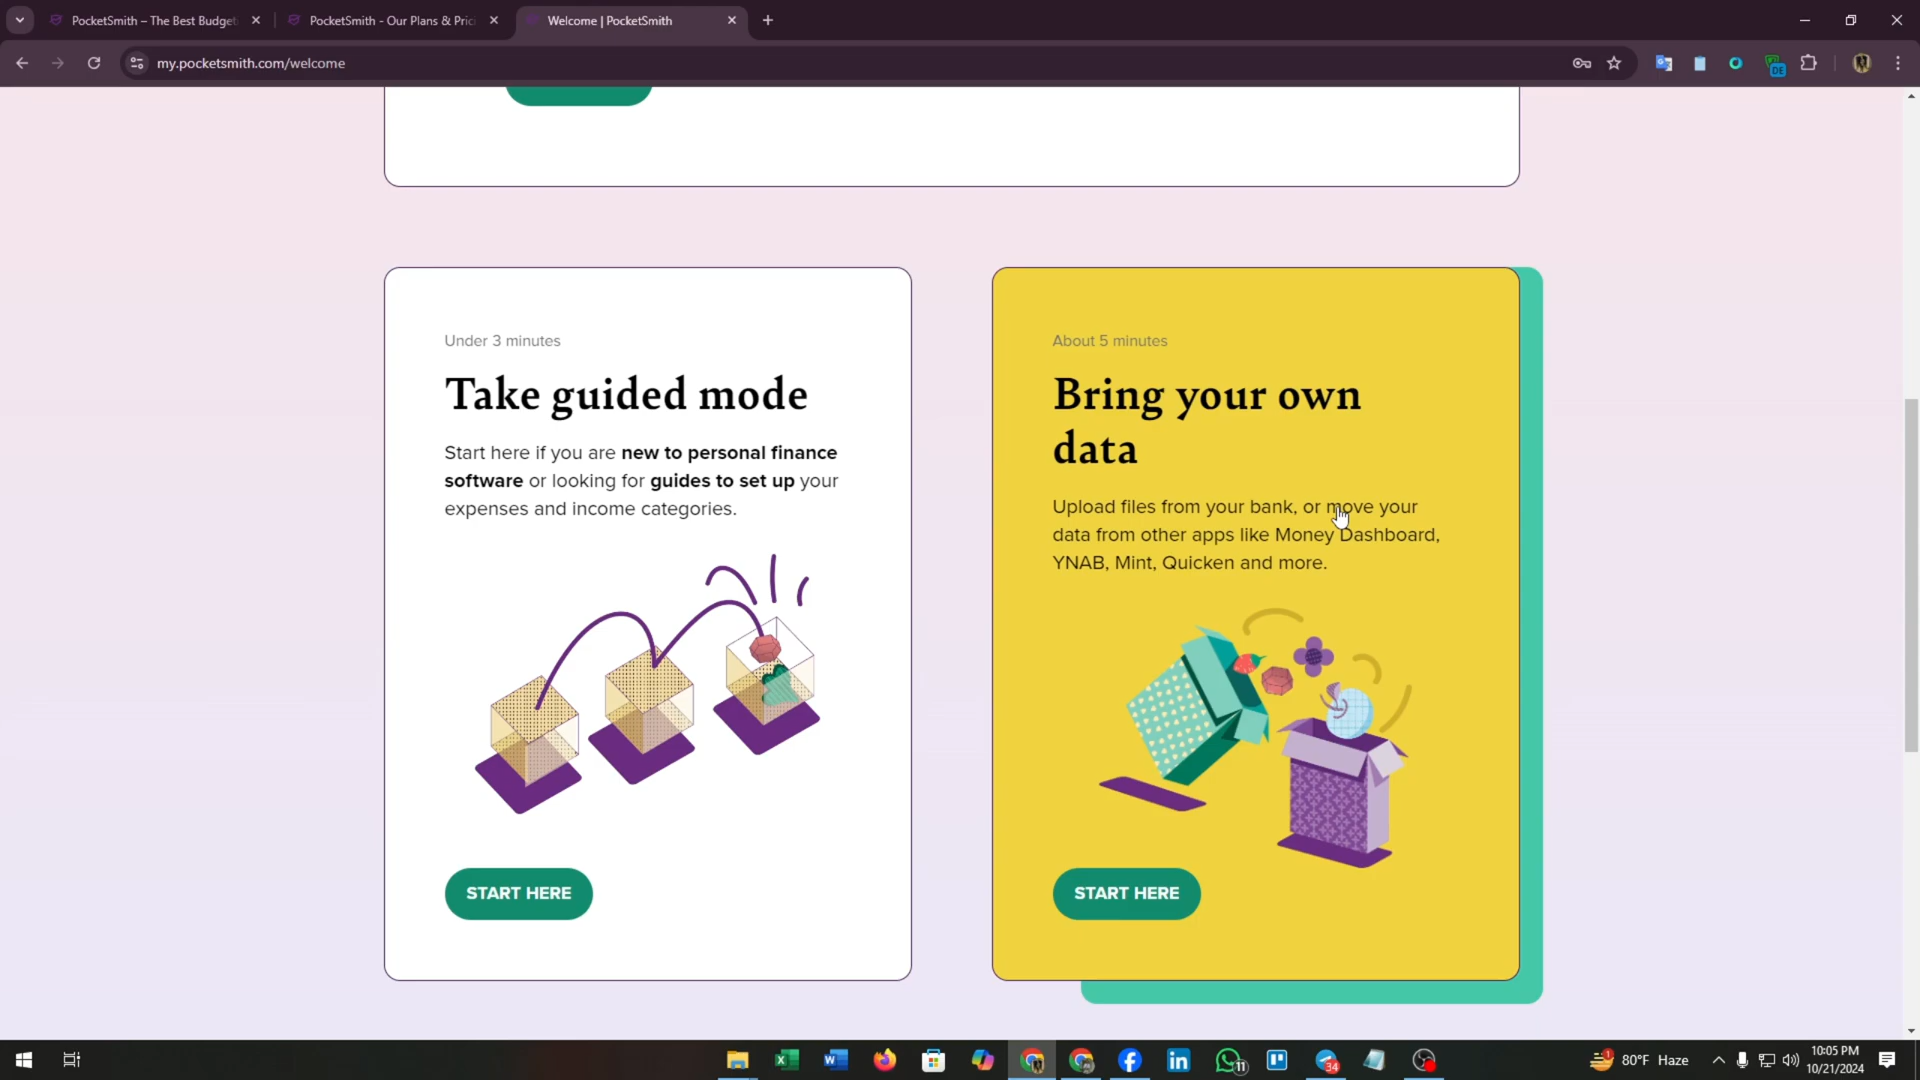 PocketSmith – The Best Budget
PocketSmith - Our Plans & Pric
Welcome | PocketSmith
my.pocketsmith.com/welcome
DE
Under 3 minutes
Take guided mode
Start here if you are new to personal finance
software or looking for guides to set up your
expenses and income categories.
START HERE
About 5 minutes
Bring your own
data
Upload files from your bank, or move your
data from other apps like Money Dashboard,
YNAB, Mint, Quicken and more.
START HERE
11
34
1
80°F Haze
10:05 PM
10/21/2024